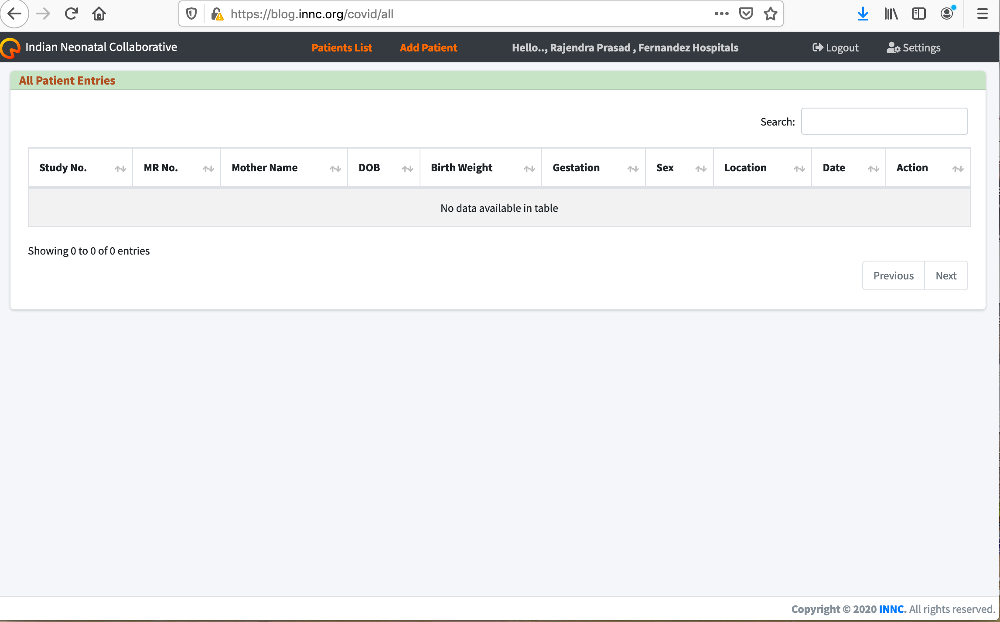 https://blog.innc.org/covid/all
Indian Neonatal Collaborative Patients List Add Patient Hello.., Rajendra Prasad , Fernandez Hospitals Logout Settings
All Patient Entries
Search:
Study No. MR No. Mother Name DOB Birth Weight Gestation Sex Location Date Action
No data available in table
Showing 0 to 0 of 0 entries
Previous Next
Copyright © 2020 INNC. All rights reserved.